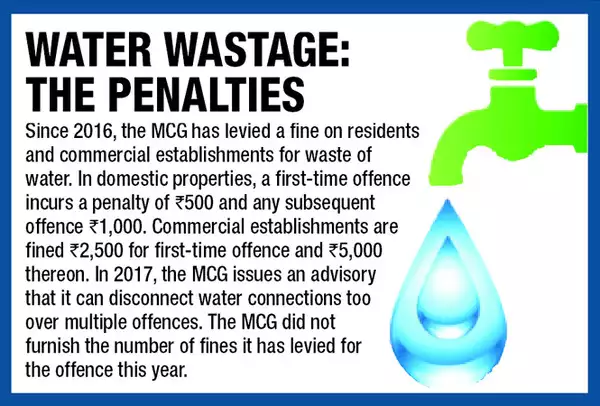 WATER WASTAGE:
THE PENALTIES
Since 2016, the MCG has levied a fine on residents
and commercial establishments for waste of
water. In domestic properties, a first-time offence
incurs a penalty of ₹500 and any subsequent
offence ₹1,000. Commercial establishments are
fined ₹2,500 for first-time offence and ₹5,000
thereon. In 2017, the MCG issues an advisory
that it can disconnect water connections too
over multiple offences. The MCG did not
furnish the number of fines it has levied for
the offence this year.